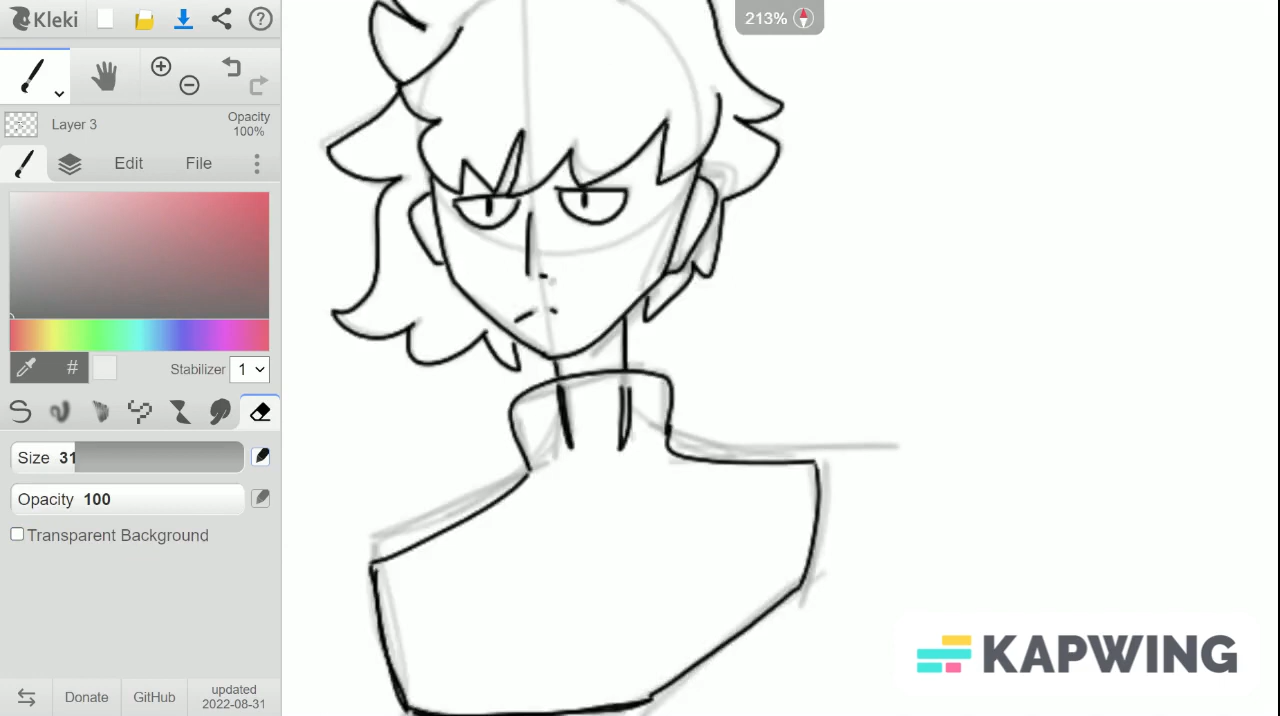 Kleki
213%
Layer 3
Opacity
100%
Edit
File
#
Stabilizer
1
Size 31
Opacity 100
Transparent Background
Donate
GitHub
updated
2022-08-31
KAPWING